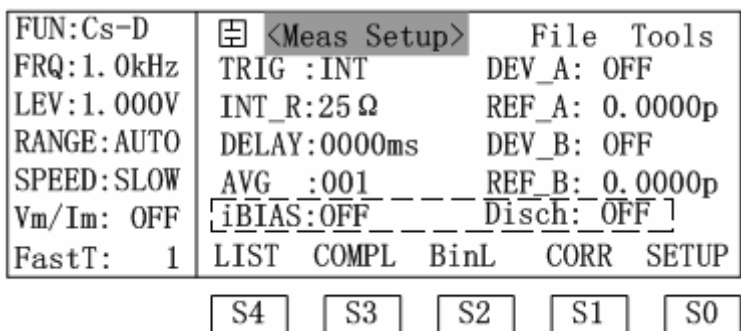 FUN:Cs-D
FRQ:1.0kHz
LEV:1.000V
RANGE:AUTO
SPEED:SLOW
Vm/Im: OFF
FastT: 1
<Meas Setup> File Tools
TRIG :INT DEV_A: OFF
INT_R:25Ω REF_A: 0.0000p
DELAY:0000ms DEV_B: OFF
AVG :001 REF_B: 0.0000p
iBIAS:OFF Disch: OFF
LIST COMPL BinL CORR SETUP
S4 S3 S2 S1 S0